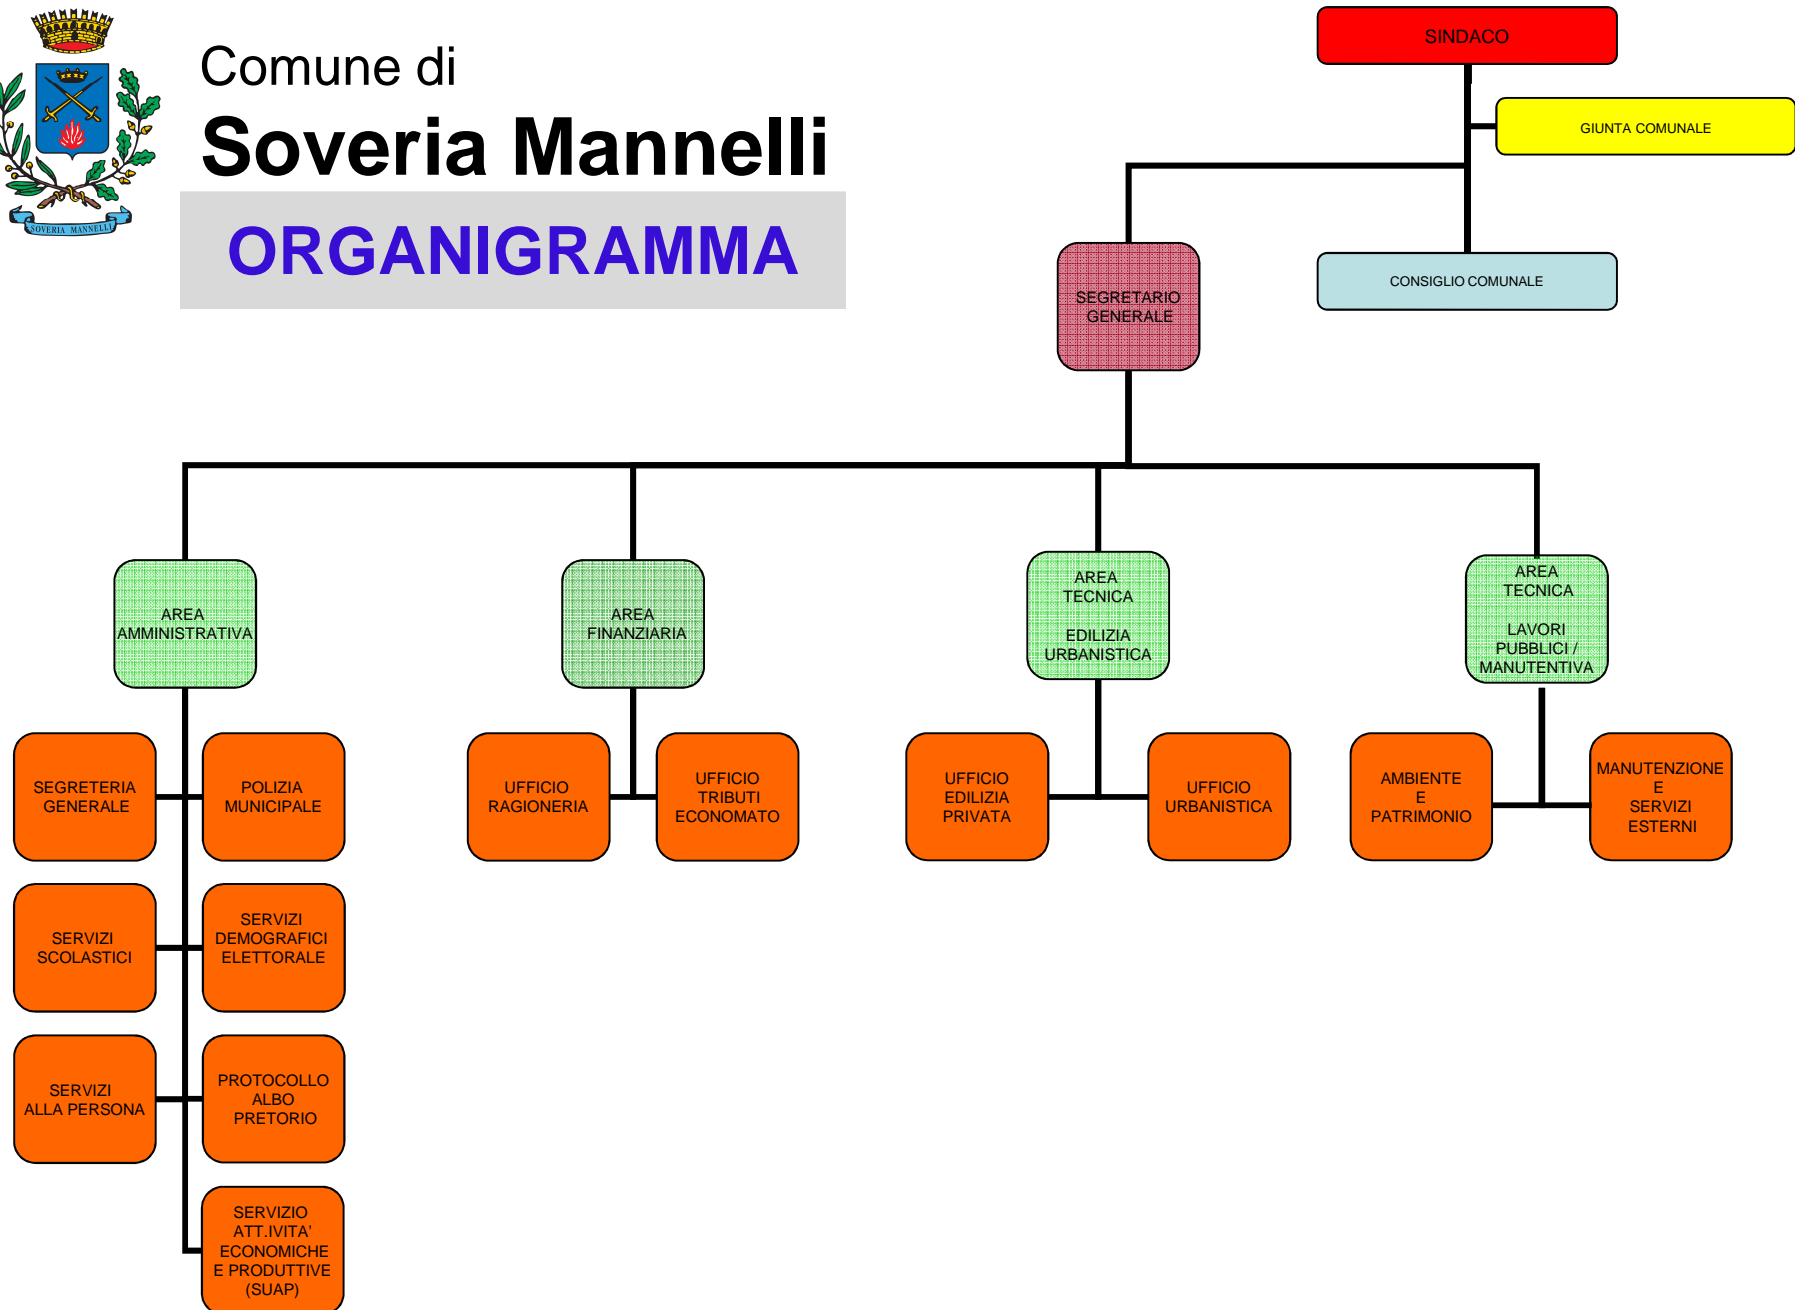 Comune di
Soveria Mannelli
ORGANIGRAMMA
SOVERIA MANNELLI
SINDACO
GIUNTA COMUNALE
CONSIGLIO COMUNALE
SEGRETARIO
GENERALE
AREA
AMMINISTRATIVA
AREA
FINANZIARIA
AREA
TECNICA
EDILIZIA
URBANISTICA
AREA
TECNICA
LAVORI
PUBBLICI /
MANUTENTIVA
SEGRETERIA
GENERALE
POLIZIA
MUNICIPALE
UFFICIO
RAGIONERIA
UFFICIO
TRIBUTI
ECONOMATO
UFFICIO
EDILIZIA
PRIVATA
UFFICIO
URBANISTICA
AMBIENTE
E
PATRIMONIO
MANUTENZIONE
E
SERVIZI
ESTERNI
SERVIZI
SCOLASTICI
SERVIZI
DEMOGRAFICI
ELETTORALE
SERVIZI
ALLA PERSONA
PROTOCOLLO
ALBO
PRETORIO
SERVIZIO
ATT.IVITA'
ECONOMICHE
E PRODUTTIVE
(SUAP)